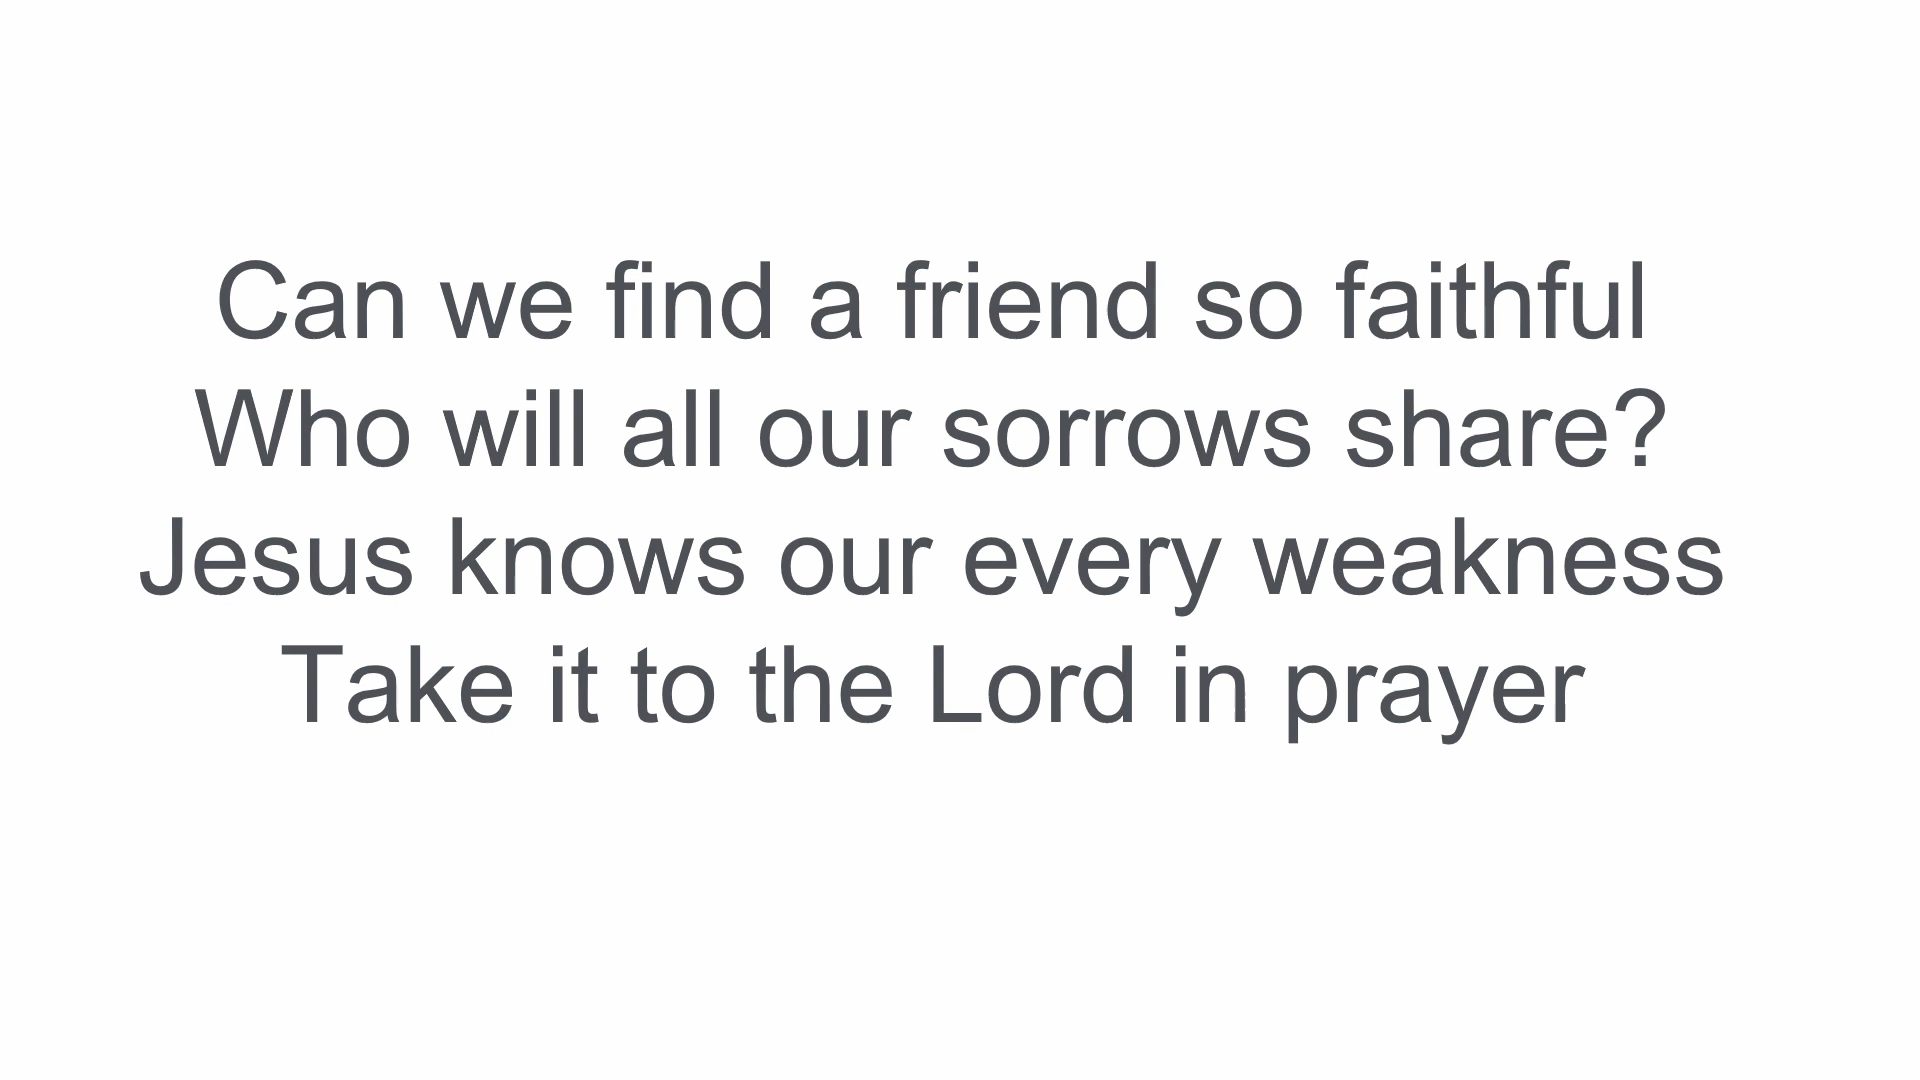 Can we find a friend so faithful
Who will all our sorrows share?
Jesus knows our every weakness
Take it to the Lord in prayer